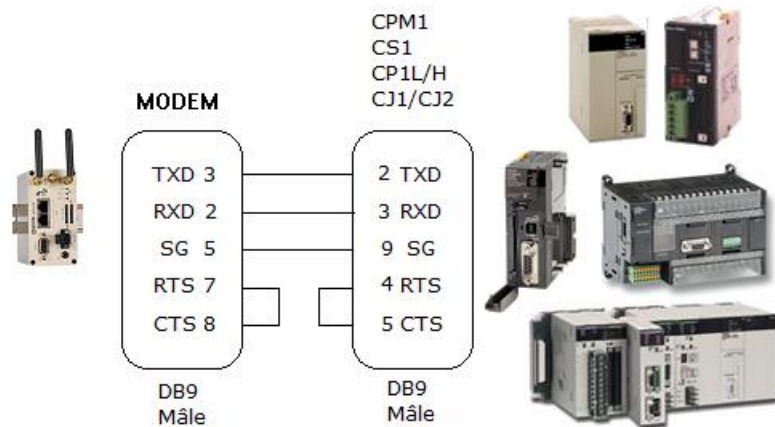 CPM1
CS1
CP1L/H
CJ1/CJ2
MODEM
TXD 3
2 TXD
RXD 2
3 RXD
SG 5
9 SG
RTS 7
4 RTS
CTS 8
5 CTS
DB9
Mâle
DB9
Mâle